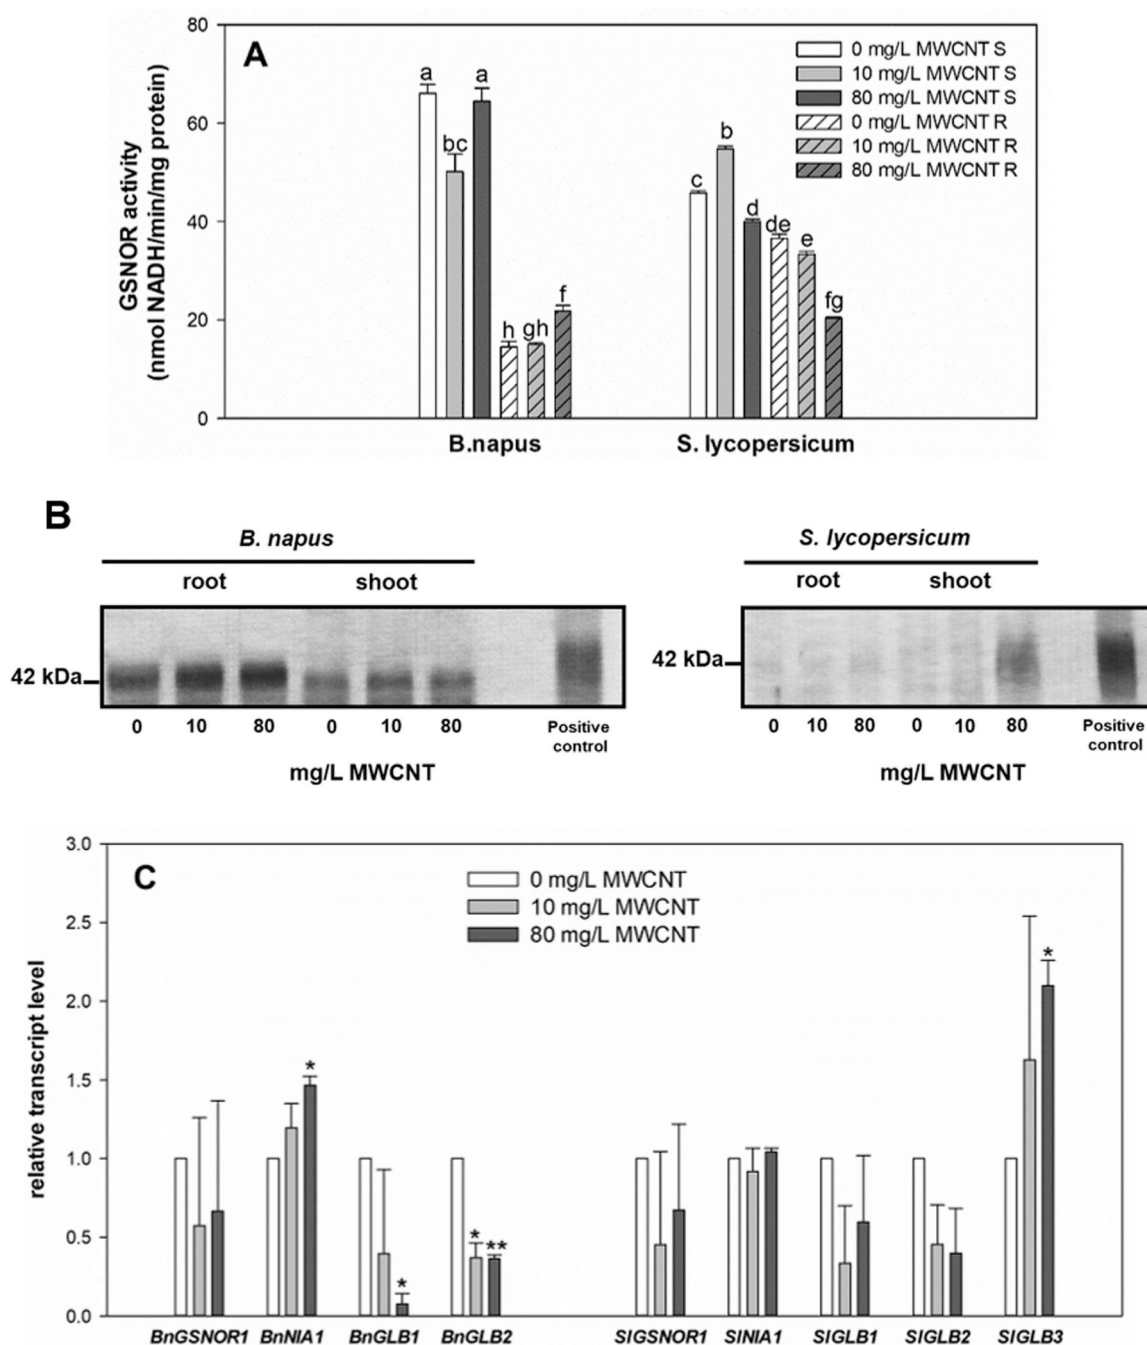 A
80
60
40
20
0
GSNOR activity
(nmol NADH/min/mg protein)
0 mg/L MWCNT S
10 mg/L MWCNT S
80 mg/L MWCNT S
0 mg/L MWCNT R
10 mg/L MWCNT R
80 mg/L MWCNT R
a bc a h gh f
c b d de e fg
B.napus S. lycopersicum
B
B. napus
root shoot
42 kDa
0 10 80 0 10 80 Positive
control
mg/L MWCNT
S. lycopersicum
root shoot
42 kDa
0 10 80 0 10 80 Positive
control
mg/L MWCNT
C
3.0
2.5
2.0
1.5
1.0
0.5
0.0
relative transcript level
0 mg/L MWCNT
10 mg/L MWCNT
80 mg/L MWCNT
* * * ** *
BnGSNOR1 BnNIA1 BnGLB1 BnGLB2 SlGSNOR1 SlNIA1 SlGLB1 SlGLB2 SlGLB3